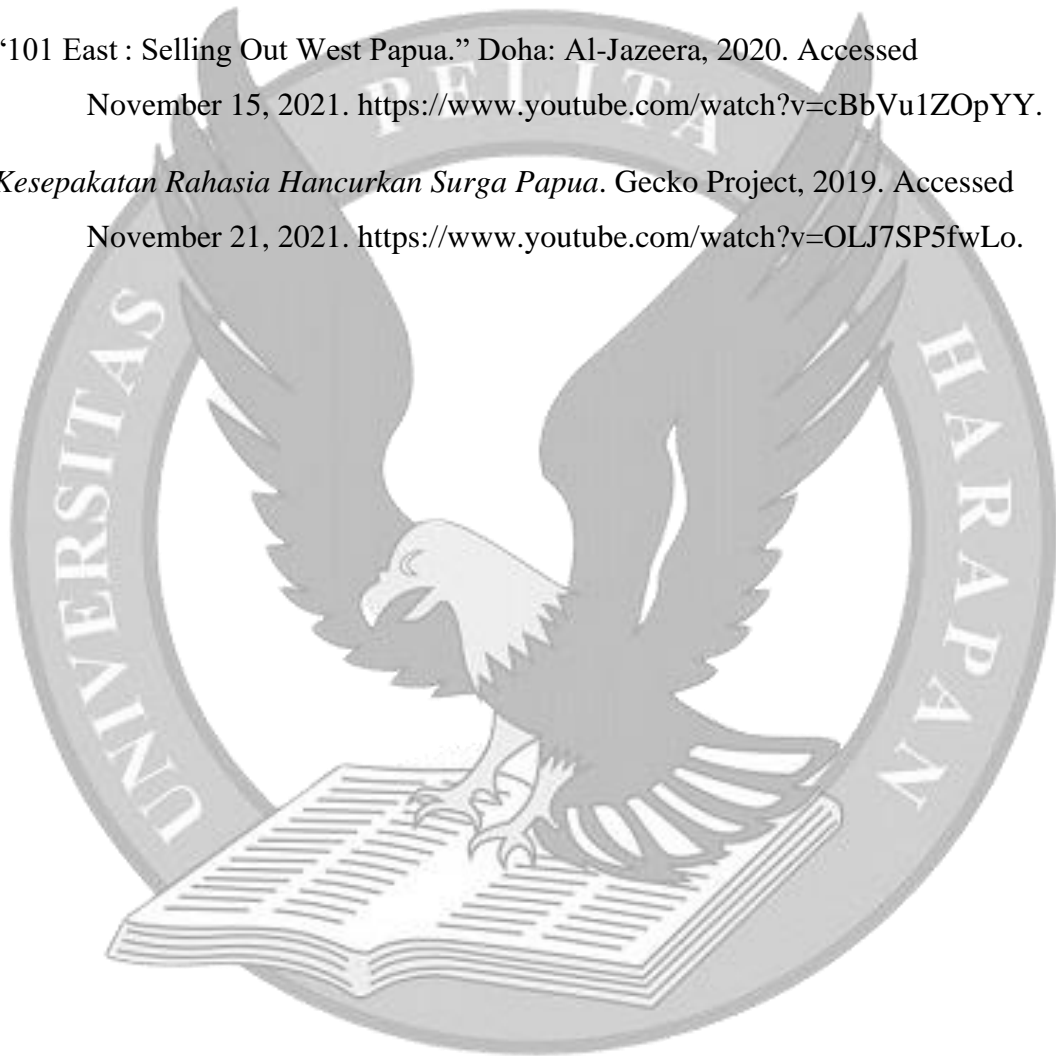 “101 East : Selling Out West Papua.” Doha: Al-Jazeera, 2020. Accessed
November 15, 2021. https://www.youtube.com/watch?v=cBbVu1ZOpYY.
Kesepakatan Rahasia Hancurkan Surga Papua. Gecko Project, 2019. Accessed
November 21, 2021. https://www.youtube.com/watch?v=OLJ7SP5fwLo.
UNIVERSITAS PELITA HARAPAN